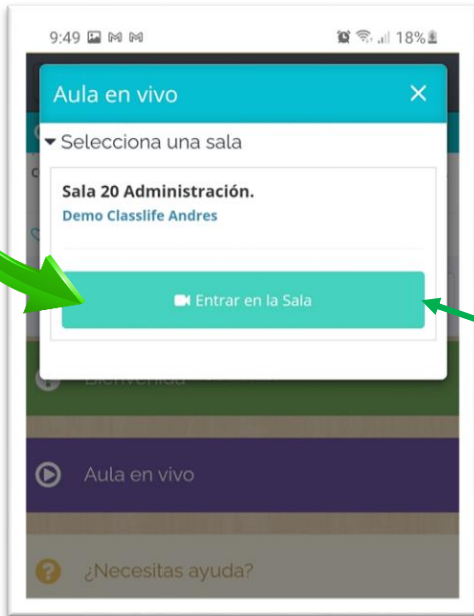 9:49
18%
Aula en vivo
Selecciona una sala
Sala 20 Administración.
Demo Classlife Andres
Entrar en la Sala
Bienvenida
Aula en vivo
¿Necesitas ayuda?